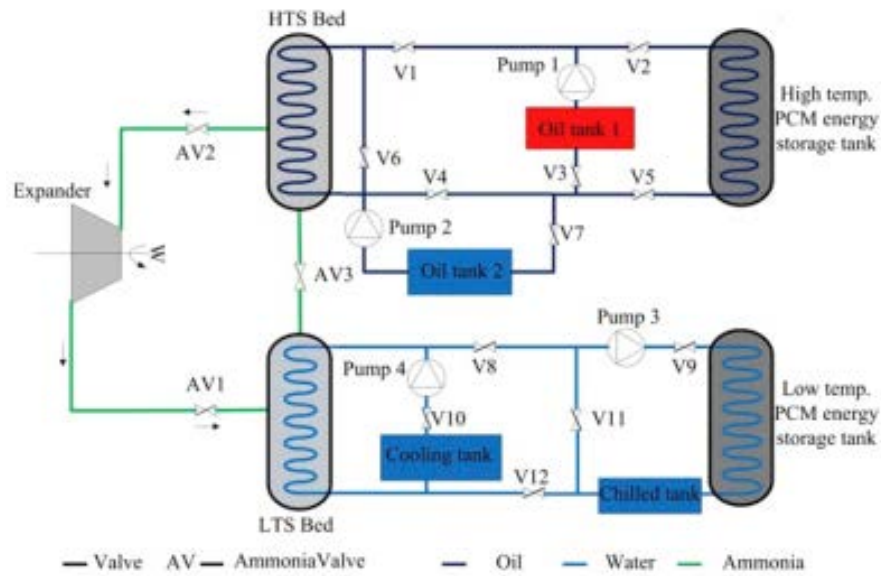 HTS Bed
V1
Pump 1
V2
High temp.
PCM energy
storage tank
Oil tank 1
AV2
V6
V4
V3
V5
Expander
Pump 2
V7
W
AV3
Oil tank 2
Pump 3
Pump 4
V8
V9
AV1
Low temp.
PCM energy
storage tank
V10
V11
Cooling tank
V12
Chilled tank
LTS Bed
Valve AV AmmoniaValve Oil Water Ammonia